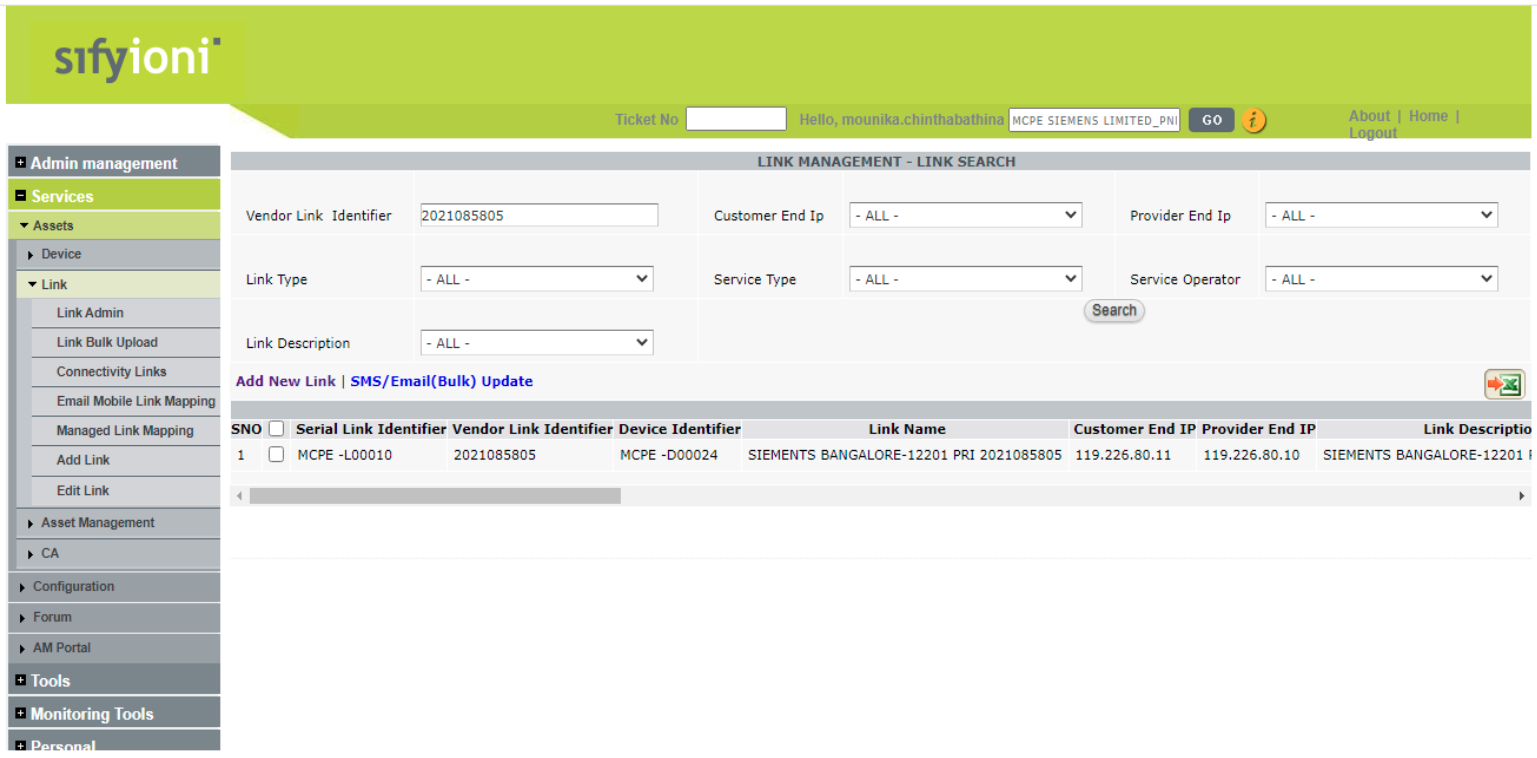 sıfyioni
Ticket No Hello, mounika.chinthabathina MCPE SIEMENS LIMITED_PNI GO i About | Home |
Logout
Admin management
Services
Assets
Device
Link
Link Admin
Link Bulk Upload
Connectivity Links
Email Mobile Link Mapping
Managed Link Mapping
Add Link
Edit Link
Asset Management
CA
Configuration
Forum
AM Portal
Tools
Monitoring Tools
Personal
LINK MANAGEMENT - LINK SEARCH
Vendor Link Identifier 2021085805 Customer End Ip - ALL - Provider End Ip - ALL -
Link Type - ALL - Service Type - ALL - Service Operator - ALL -
Search
Link Description - ALL -
Add New Link | SMS/Email(Bulk) Update
SNO Serial Link Identifier Vendor Link Identifier Device Identifier Link Name Customer End IP Provider End IP Link Descriptio
1 MCPE -L00010 2021085805 MCPE -D00024 SIEMENTS BANGALORE-12201 PRI 2021085805 119.226.80.11 119.226.80.10 SIEMENTS BANGALORE-12201